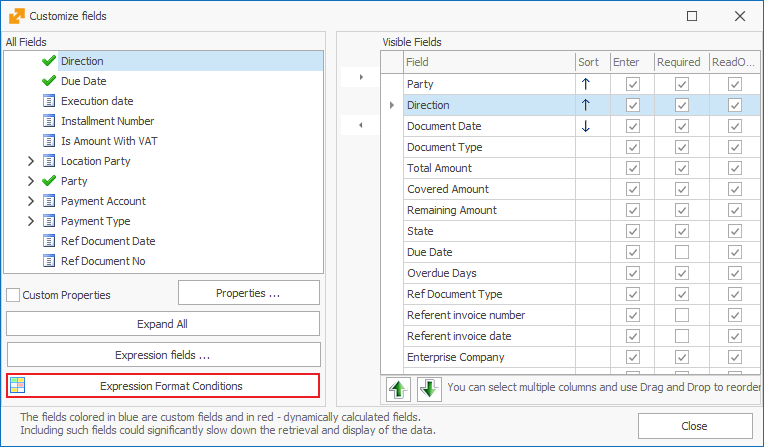 Customize fields
All Fields
Direction
Due Date
Execution date
Installment Number
Is Amount With VAT
Location Party
Party
Payment Account
Payment Type
Ref Document Date
Ref Document No
Custom Properties
Properties ...
Expand All
Expression fields ...
Expression Format Conditions
Visible Fields
Field Sort Enter Required ReadO...
Party
Direction
Document Date
Document Type
Total Amount
Covered Amount
Remaining Amount
State
Due Date
Overdue Days
Ref Document Type
Referent invoice number
Referent invoice date
Enterprise Company
You can select multiple columns and use Drag and Drop to reorder
The fields colored in blue are custom fields and in red - dynamically calculated fields.
Including such fields could significantly slow down the retrieval and display of the data.
Close